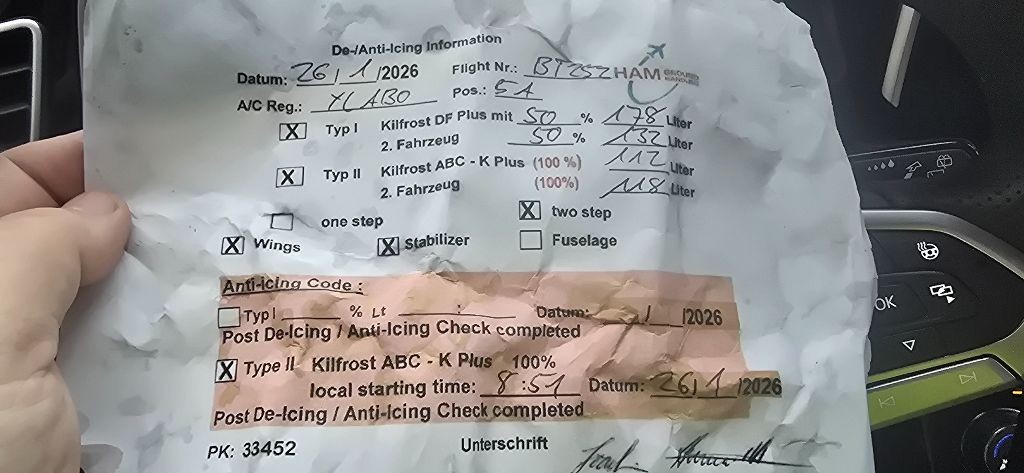 De-/Anti-Icing Information
Datum: 26/1/2026 Flight Nr.: BT252 HAM GROUND HANDLING
A/C Reg.: YLABO Pos.: 51
X Typ I Kilfrost DF Plus mit 50 % 178 Liter
2. Fahrzeug 50 % 132 Liter
X Typ II Kilfrost ABC - K Plus (100 %) 112 Liter
2. Fahrzeug (100%) 118 Liter
one step X two step
X Wings X Stabilizer Fuselage
Anti-icing Code :
Typ I % Lt : Datum: / /2026
Post De-Icing / Anti-Icing Check completed
X Type II Kilfrost ABC - K Plus 100%
local starting time: 8:51 Datum: 26/1/2026
Post De-Icing / Anti-Icing Check completed
PK: 33452 Unterschrift
OK